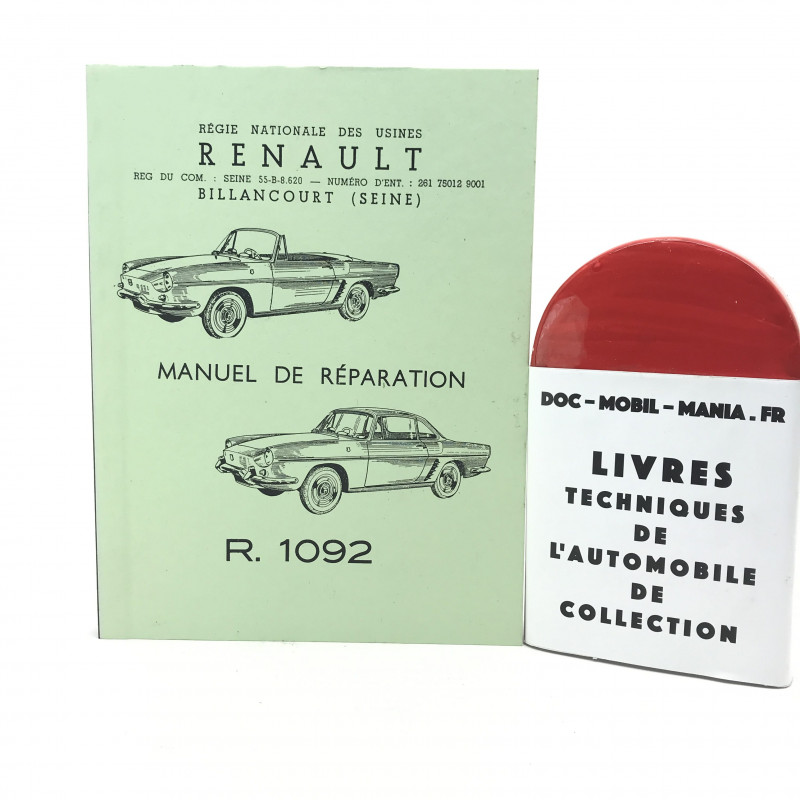 RÉGIE NATIONALE DES USINES
RENAULT
REG DU COM. : SEINE 55-B-8.620 — NUMÉRO D'ENT. : 261 75012 9001
BILLANCOURT (SEINE)
MANUEL DE RÉPARATION
R. 1092
DOC - MOBIL - MANIA . FR
LIVRES
TECHNIQUES
DE
L'AUTOMOBILE
DE
COLLECTION